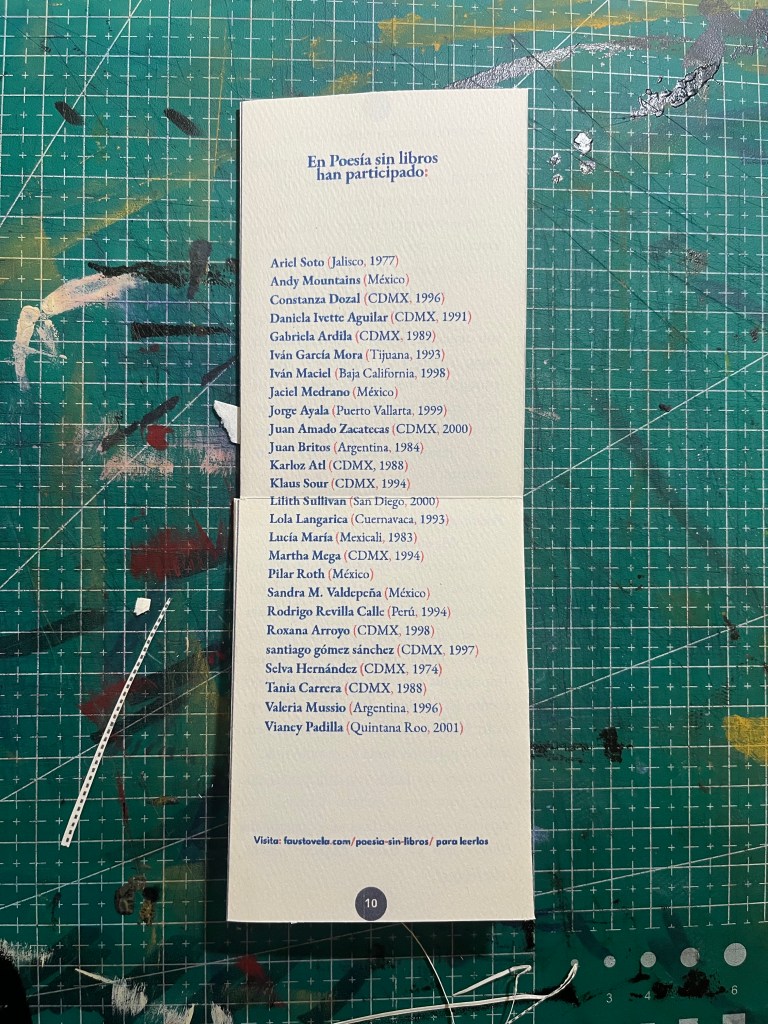 En Poesía sin libros
han participado:
Ariel Soto (Jalisco, 1977)
Andy Mountains (México)
Constanza Dozal (CDMX, 1996)
Daniela Ivette Aguilar (CDMX, 1991)
Gabriela Ardila (CDMX, 1989)
Iván García Mora (Tijuana, 1993)
Iván Maciel (Baja California, 1998)
Jaciel Medrano (México)
Jorge Ayala (Puerto Vallarta, 1999)
Juan Amado Zacatecas (CDMX, 2000)
Juan Britos (Argentina, 1984)
Karloz Atl (CDMX, 1988)
Klaus Sour (CDMX, 1994)
Lilith Sullivan (San Diego, 2000)
Lola Langarica (Cuernavaca, 1993)
Lucía María (Mexicali, 1983)
Martha Mega (CDMX, 1994)
Pilar Roth (México)
Sandra M. Valdepeña (México)
Rodrigo Revilla Calle (Perú, 1994)
Roxana Arroyo (CDMX, 1998)
santiago gómez sánchez (CDMX, 1997)
Selva Hernández (CDMX, 1974)
Tania Carrera (CDMX, 1988)
Valeria Mussio (Argentina, 1996)
Viancy Padilla (Quintana Roo, 2001)
Visita: faustovela.com/poesia-sin-libros/ para leerlos
10
3 4 6